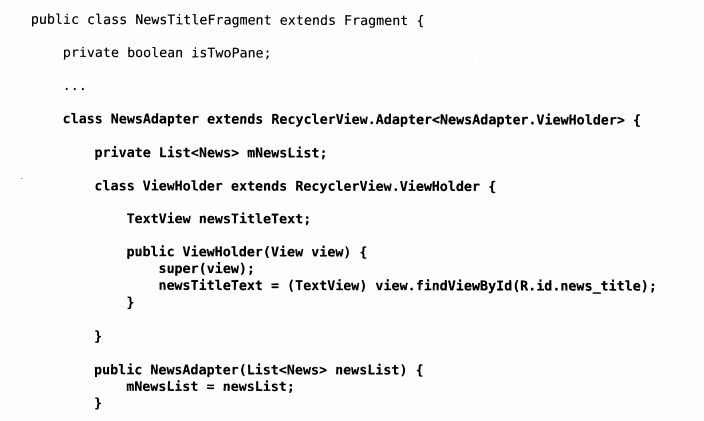 public class NewsTitleFragment extends Fragment {
    private boolean isTwoPane;
    ...
    class NewsAdapter extends RecyclerView.Adapter<NewsAdapter.ViewHolder> {
        private List<News> mNewsList;
        class ViewHolder extends RecyclerView.ViewHolder {
            TextView newsTitleText;
            public ViewHolder(View view) {
                super(view);
                newsTitleText = (TextView) view.findViewById(R.id.news_title);
            }
        }
        public NewsAdapter(List<News> newsList) {
            mNewsList = newsList;
        }